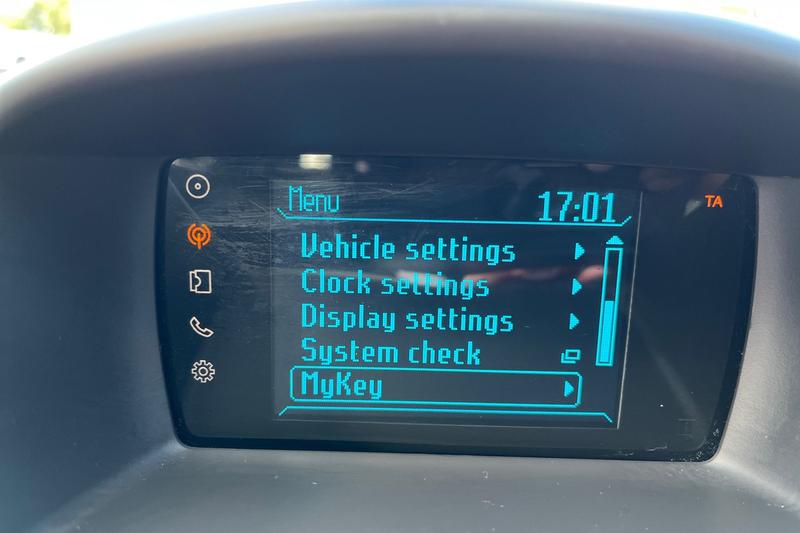 Menu 17:01 TA
Vehicle settings
Clock settings
Display settings
System check
MyKey